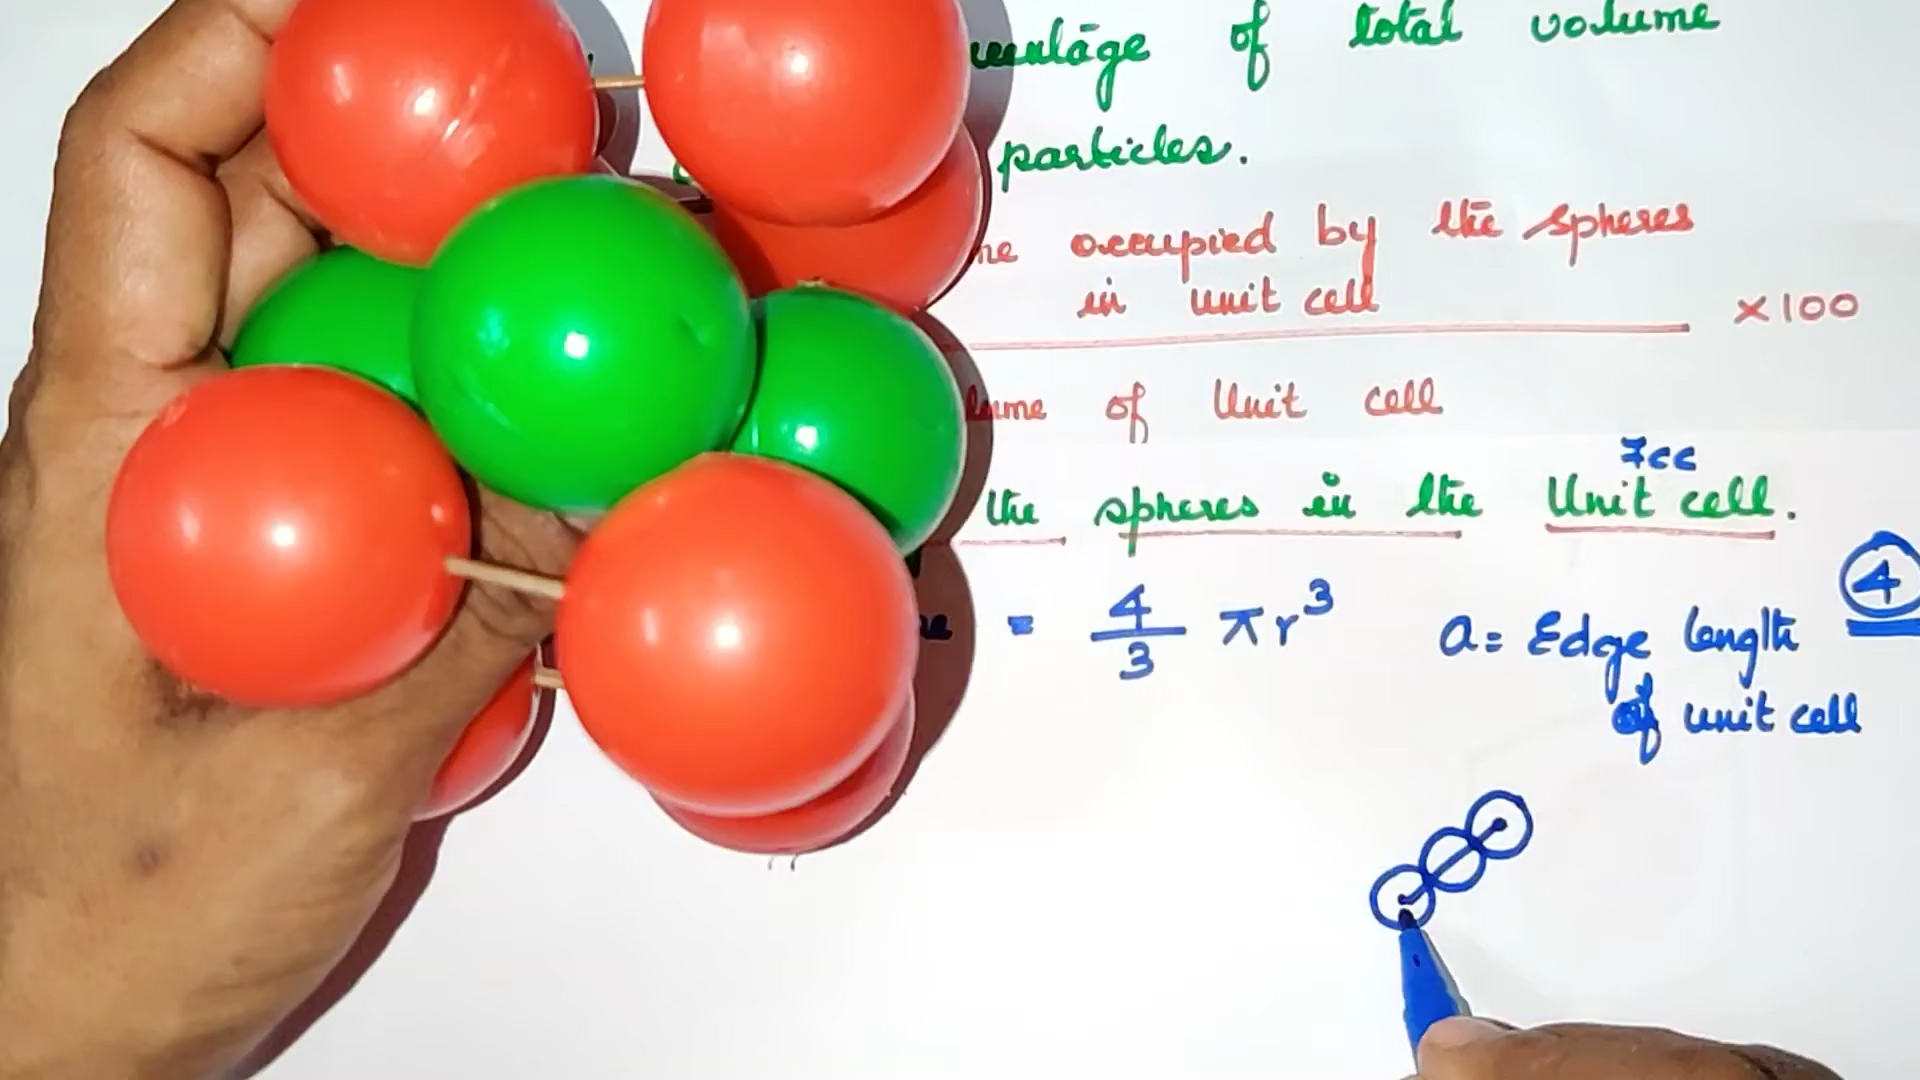 of total volume
particles.
occupied by the spheres
in unit cell
×100
of Unit cell
Fcc
the spheres in the Unit cell.
= 4/3 πr³
a = Edge length
of unit cell
4